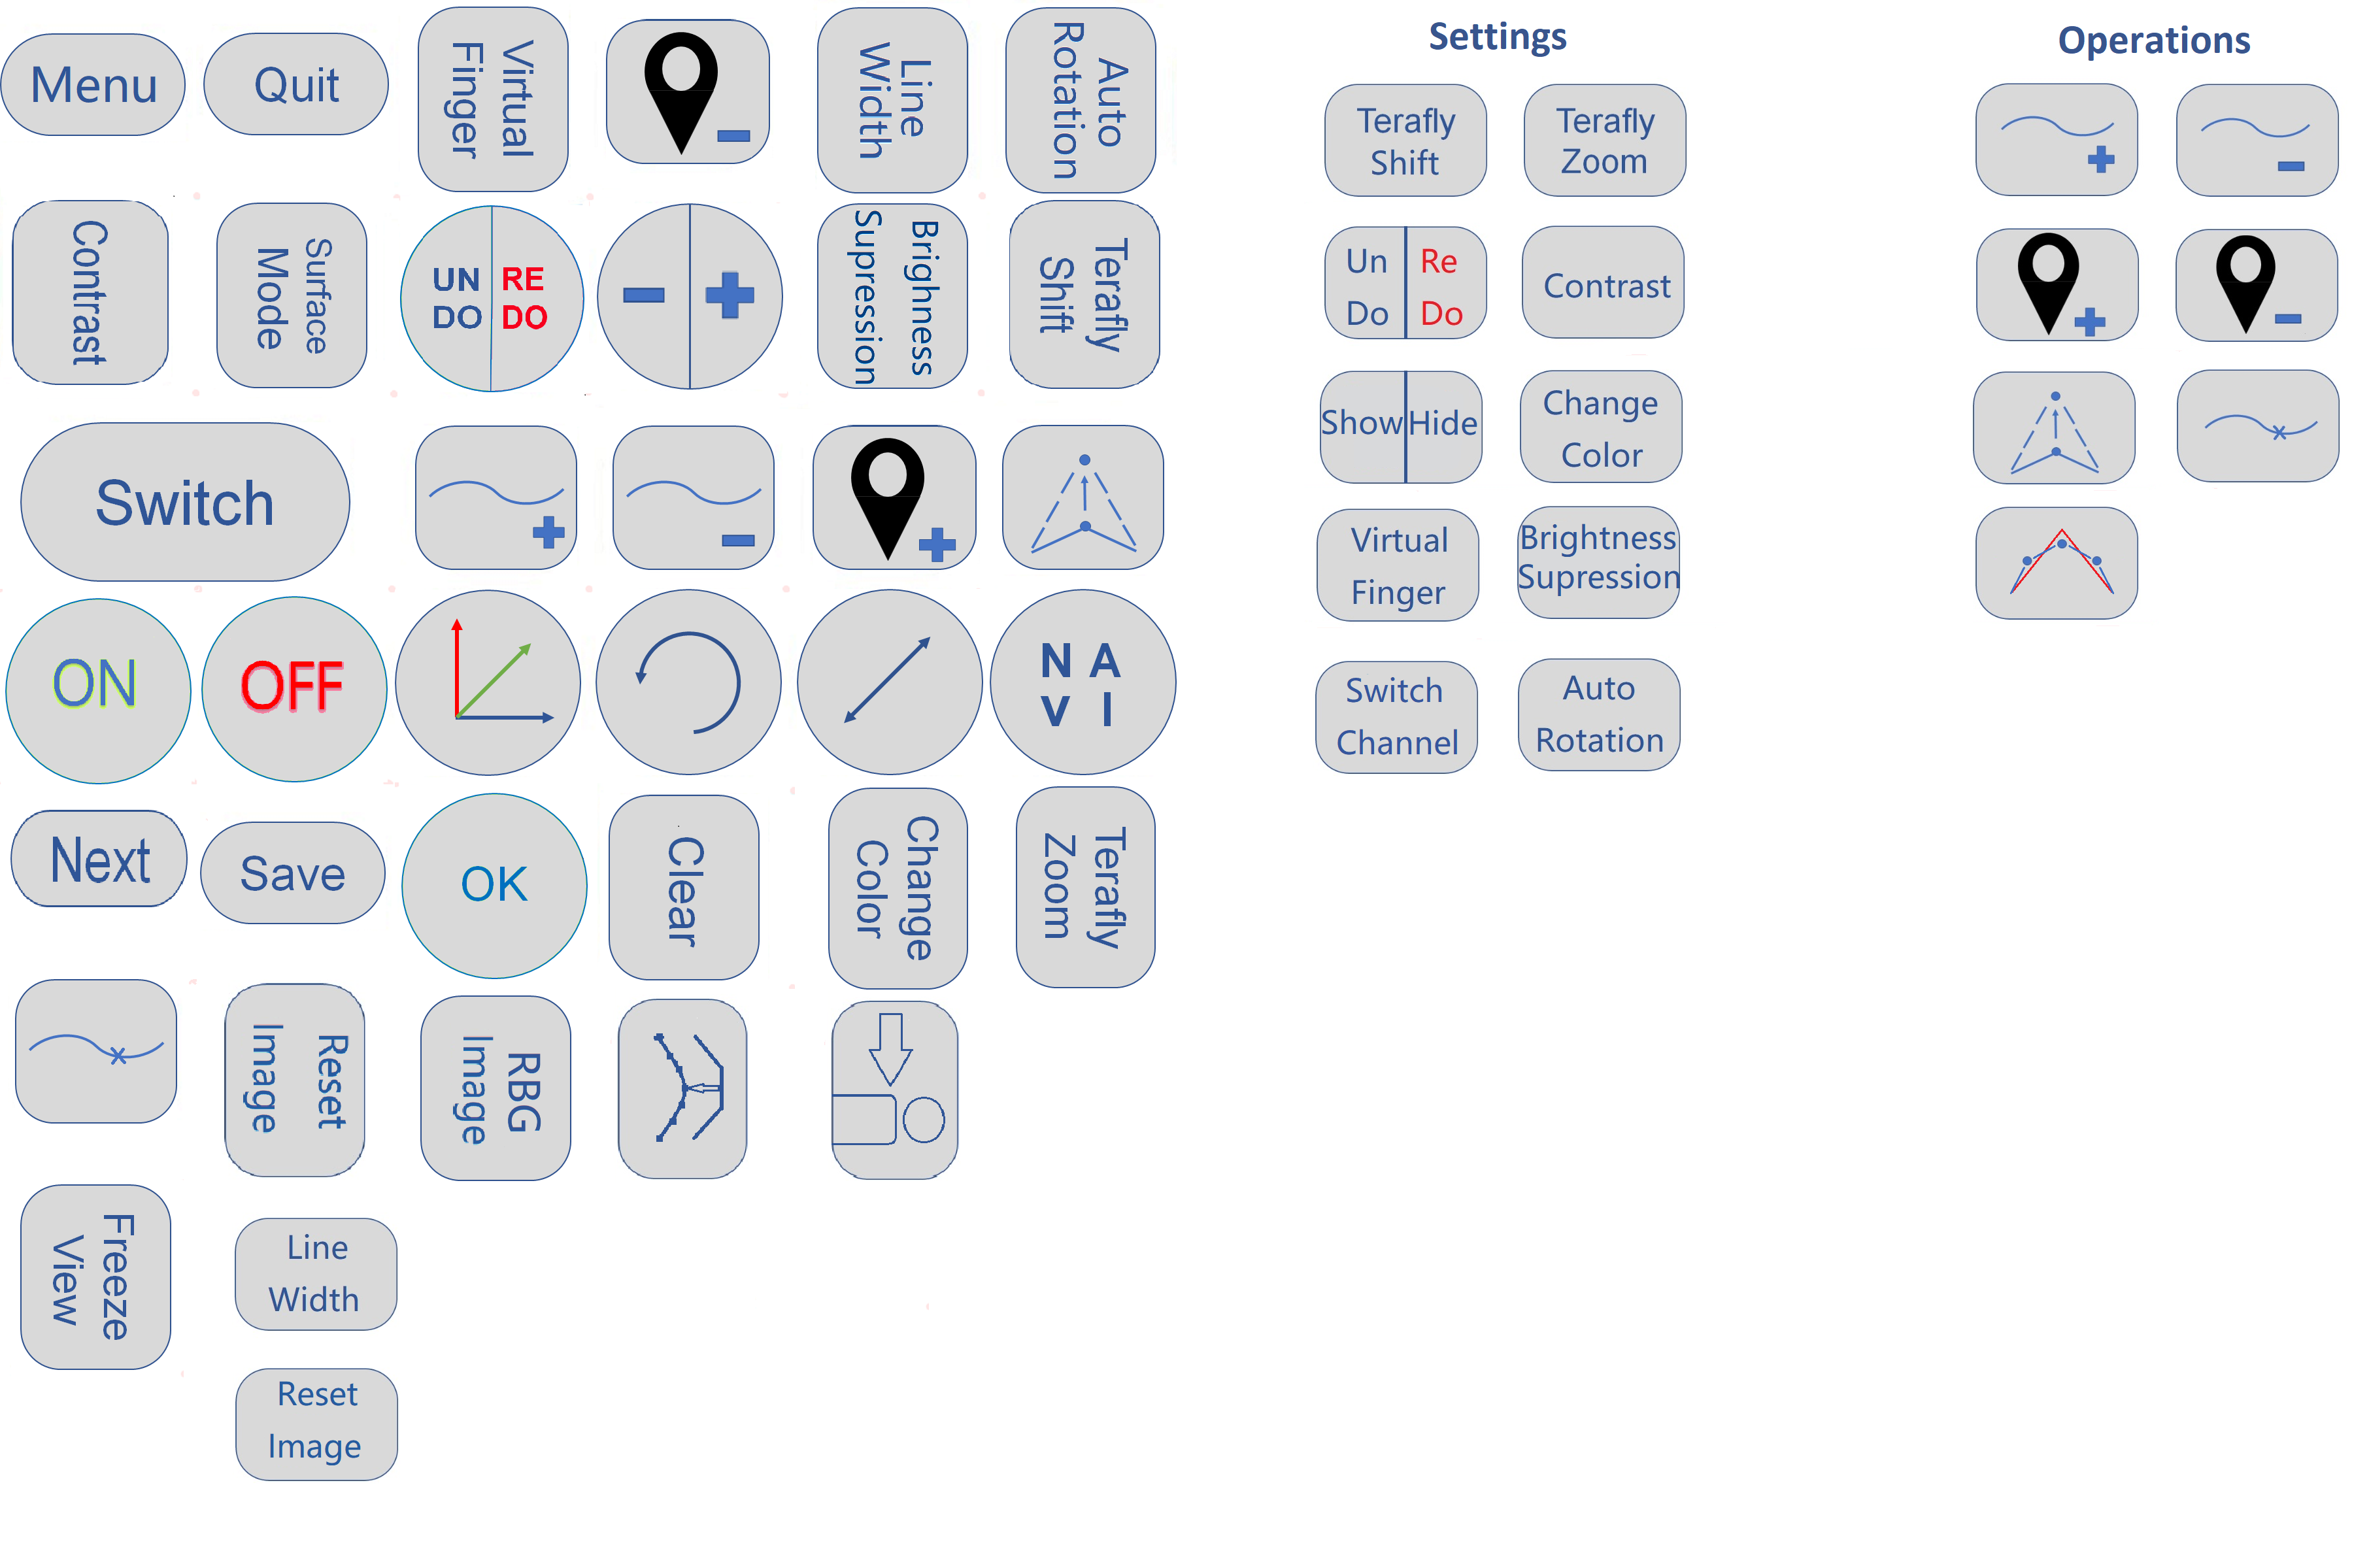 Menu
Quit
Virtual
Finger
Line
Width
Auto
Rotation
Contrast
Surface
Mode
UN RE
DO DO
Brighness
Supression
Terafly
Shift
Switch
ON
OFF
N A
V I
Next
Save
OK
Clear
Change
Color
Terafly
Zoom
Reset
Image
RBG
Image
Freeze
View
Line
Width
Reset
Image
Settings
Terafly
Shift
Terafly
Zoom
Un Re
Do Do
Contrast
Show Hide
Change
Color
Virtual
Finger
Brightness
Supression
Switch
Channel
Auto
Rotation
Operations